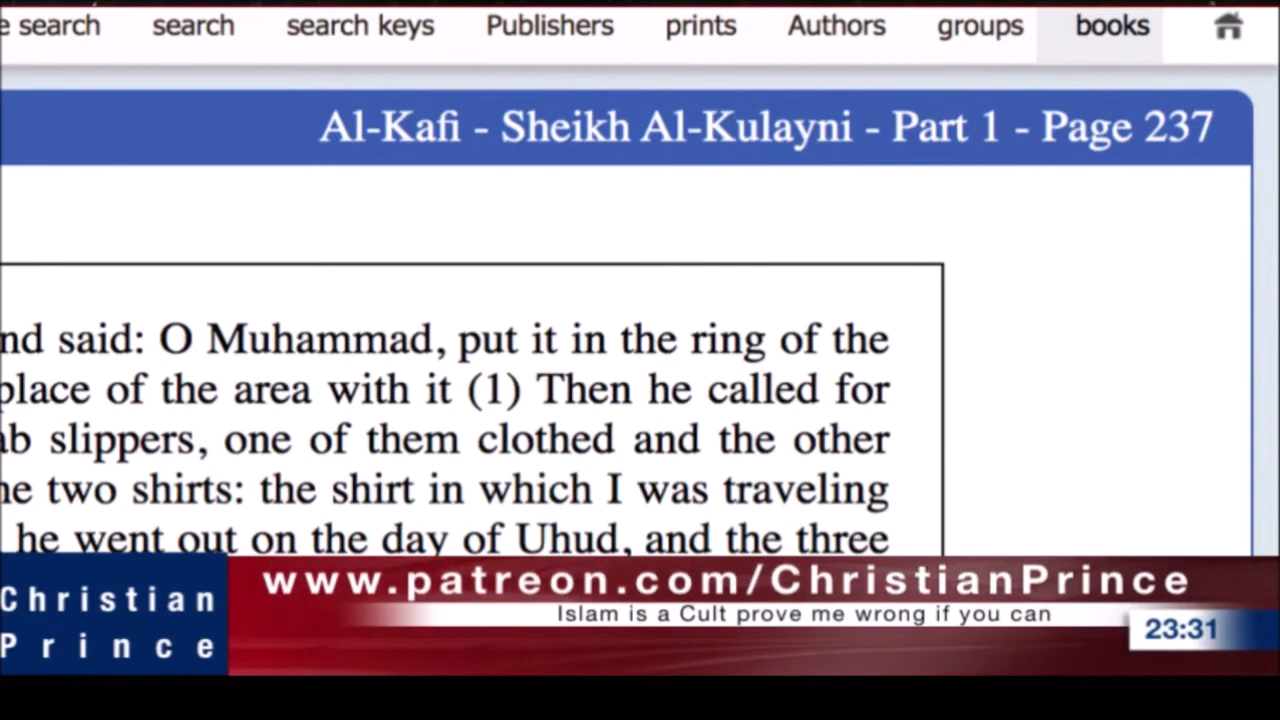 search
search
search keys
Publishers
prints
Authors
groups
books
Al-Kafi - Sheikh Al-Kulayni - Part 1 - Page 237
said: O Muhammad, put it in the ring of the
place of the area with it (1) Then he called for
slippers, one of them clothed and the other
two shirts: the shirt in which I was traveling
he went out on the day of Uhud, and the three
www.patreon.com/ChristianPrince
Islam is a Cult prove me wrong if you can
Christian
Prince
23:31